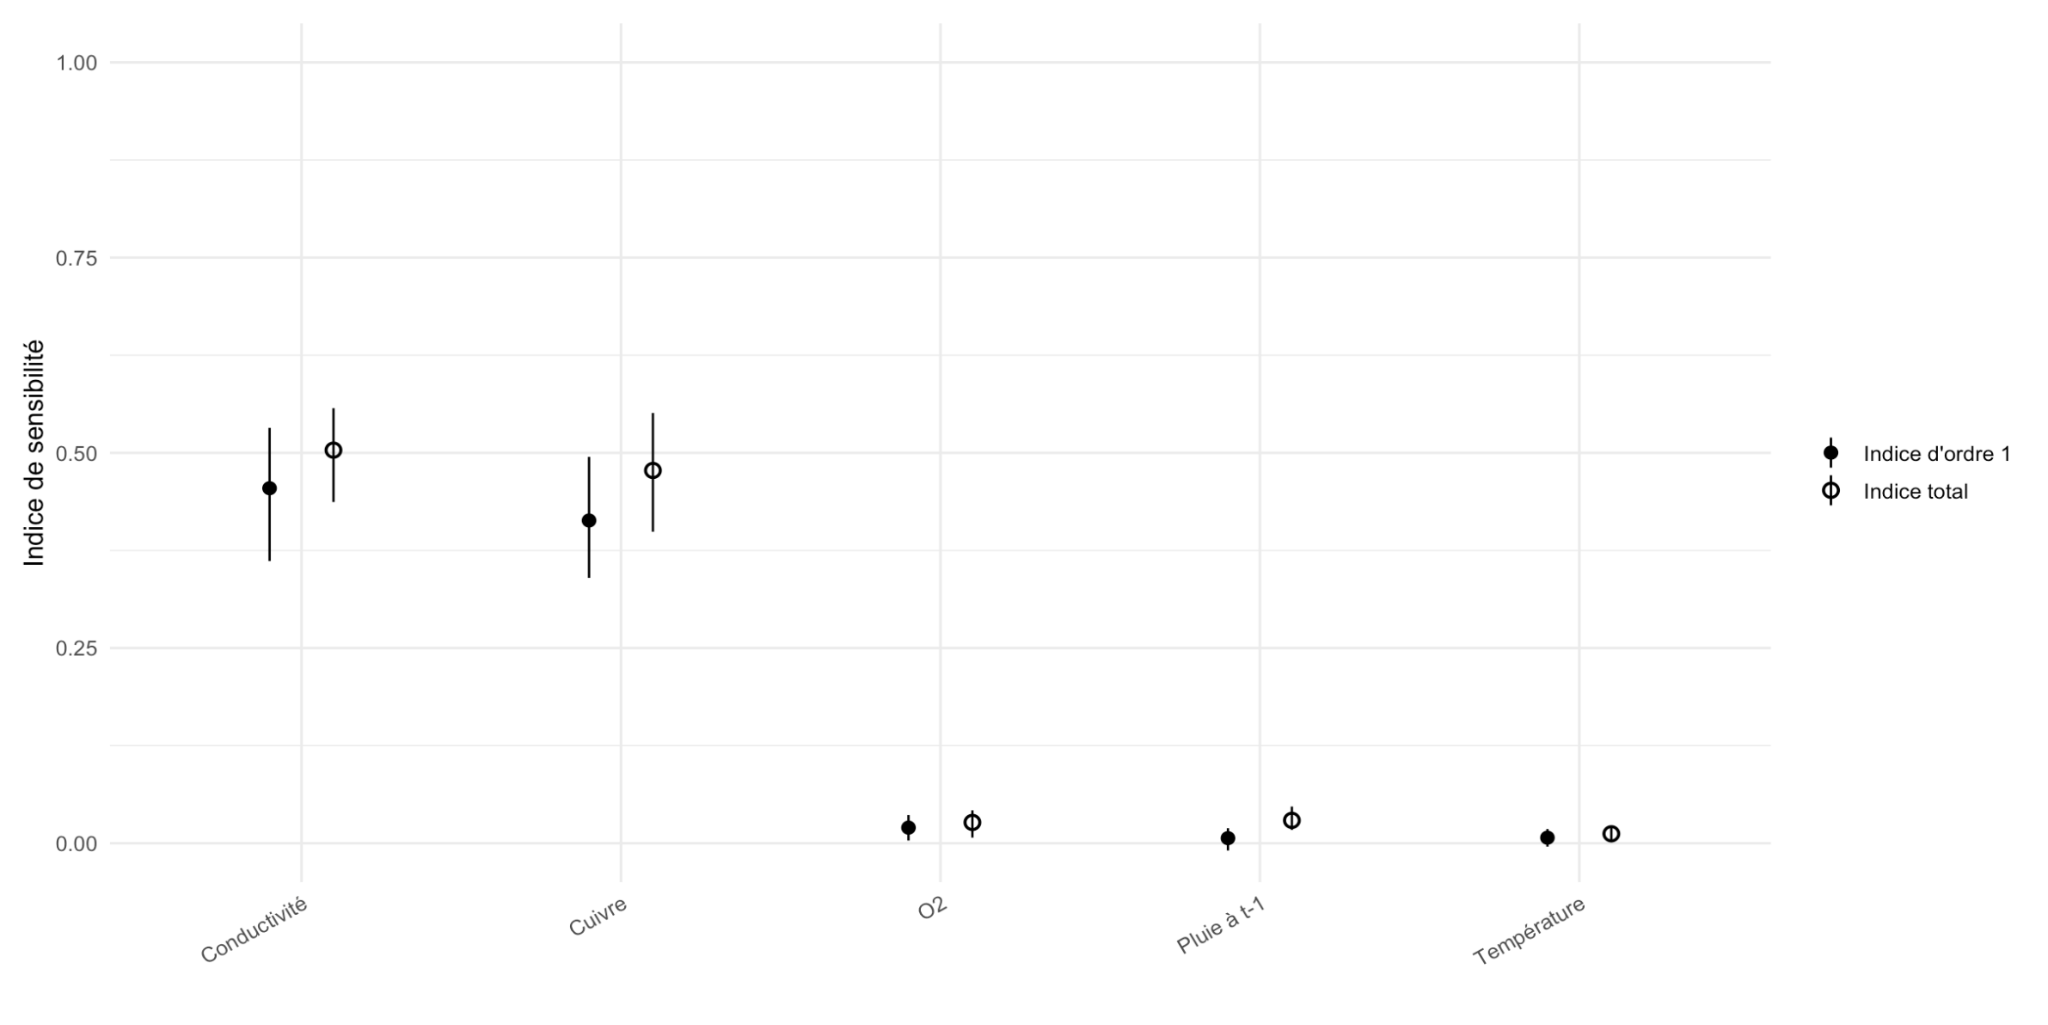 1.00
0.75
0.50
0.25
0.00
Indice de sensibilité
Conductivité
Cuivre
O2
Pluie à t-1
Température
Indice d'ordre 1
Indice total